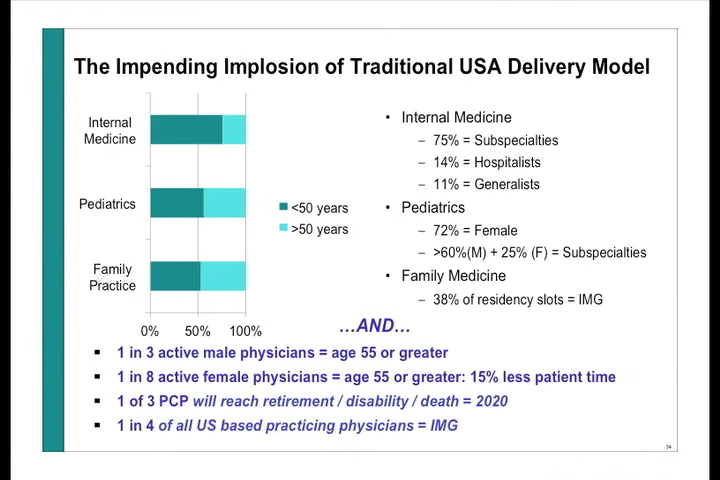 The Impending Implosion of Traditional USA Delivery Model
Internal
Medicine
Pediatrics
Family
Practice
0% 50% 100%
<50 years
>50 years
• Internal Medicine
– 75% = Subspecialties
– 14% = Hospitalists
– 11% = Generalists
• Pediatrics
– 72% = Female
– >60%(M) + 25% (F) = Subspecialties
• Family Medicine
– 38% of residency slots = IMG
…AND…
▪ 1 in 3 active male physicians = age 55 or greater
▪ 1 in 8 active female physicians = age 55 or greater: 15% less patient time
▪ 1 of 3 PCP will reach retirement / disability / death = 2020
▪ 1 in 4 of all US based practicing physicians = IMG
34